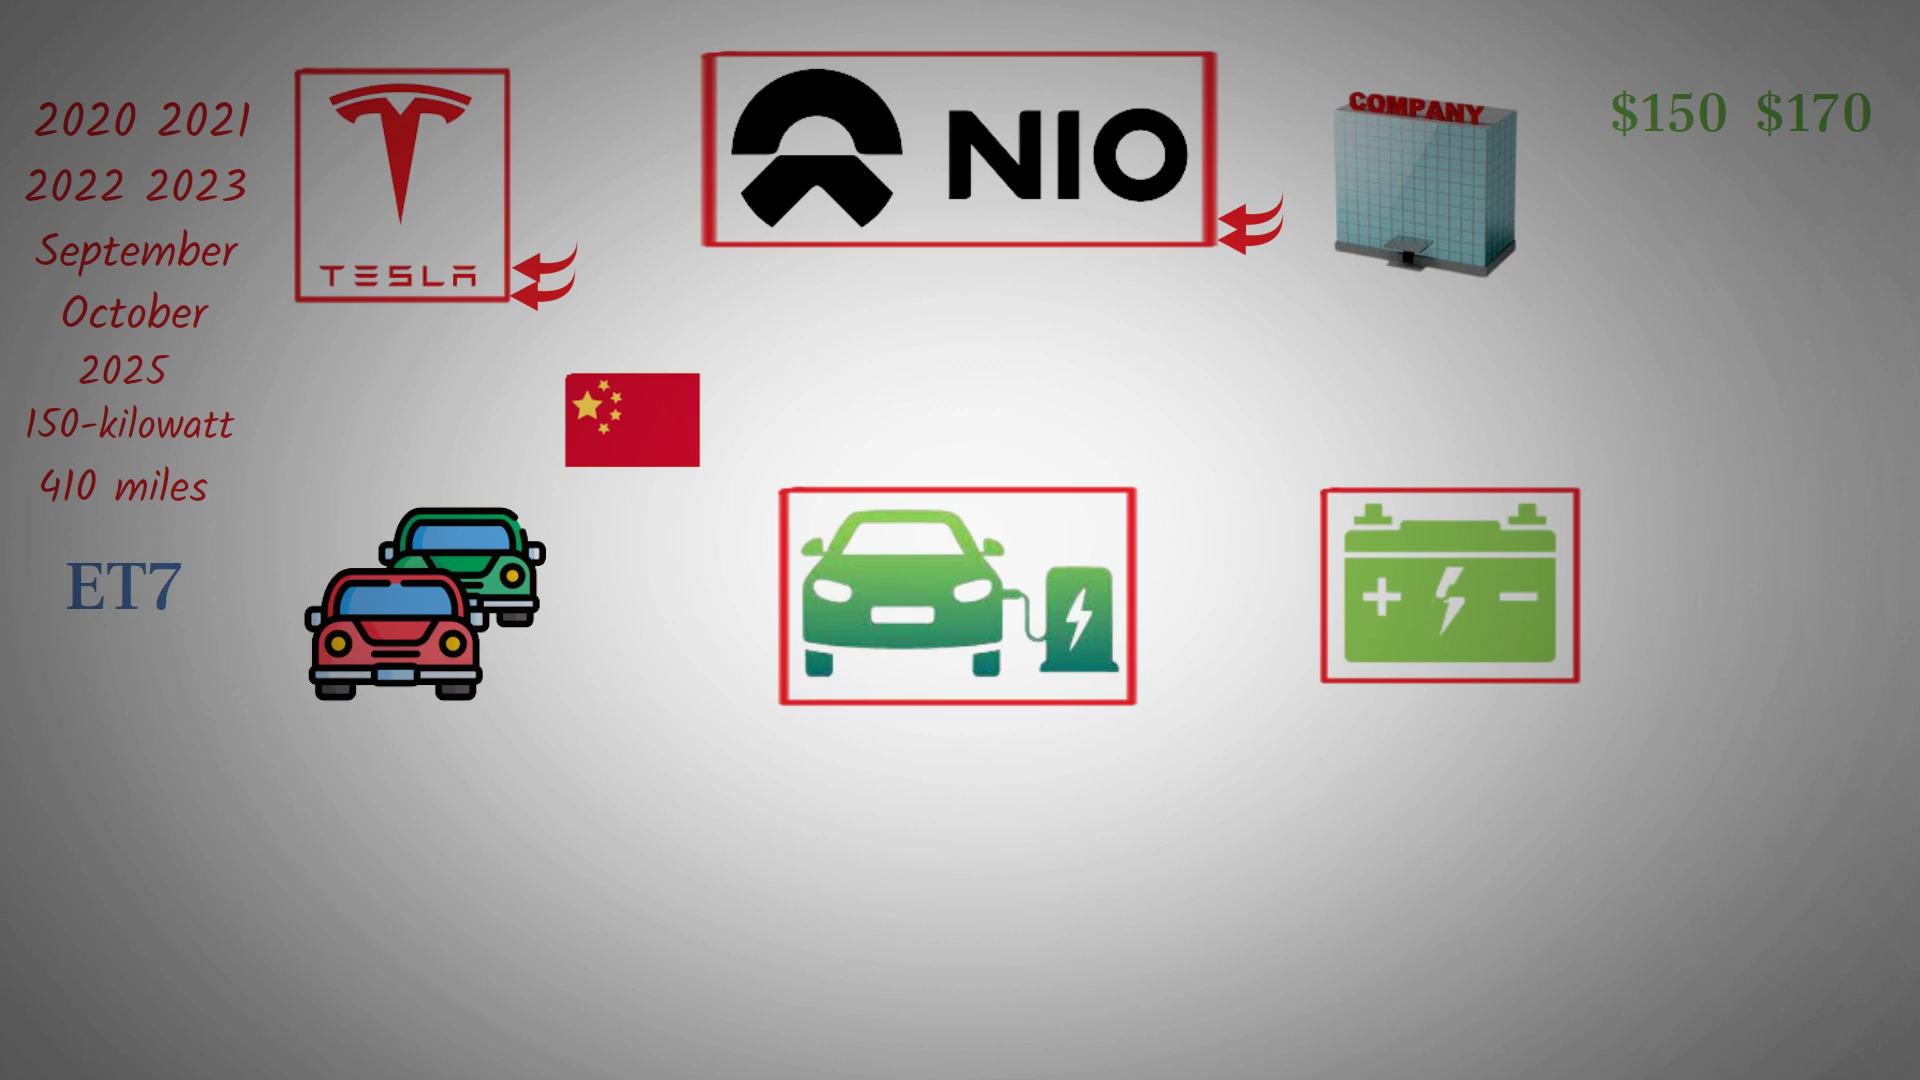 2020 2021
2022 2023
September
October
2025
150-kilowatt
410 miles
ET7
TESLA
NIO
COMPANY
$150 $170